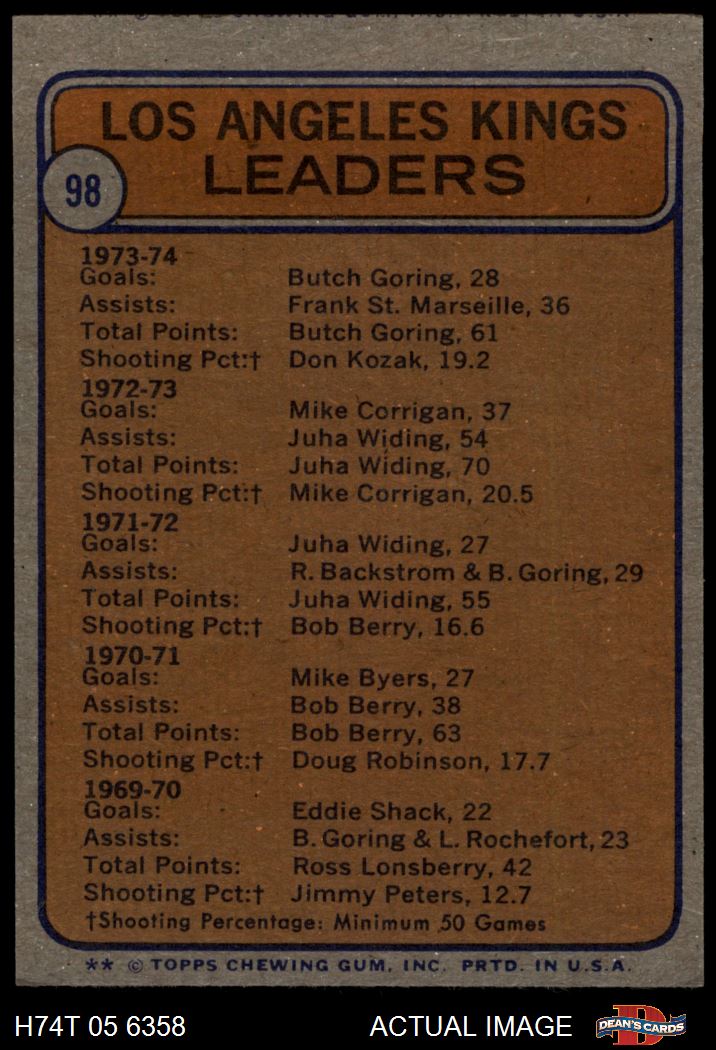 LOS ANGELES KINGS
LEADERS
98
1973-74
Goals: Butch Goring, 28
Assists: Frank St. Marseille, 36
Total Points: Butch Goring, 61
Shooting Pct:† Don Kozak, 19.2
1972-73
Goals: Mike Corrigan, 37
Assists: Juha Widing, 54
Total Points: Juha Widing, 70
Shooting Pct:† Mike Corrigan, 20.5
1971-72
Goals: Juha Widing, 27
Assists: R. Backstrom & B. Goring, 29
Total Points: Juha Widing, 55
Shooting Pct:† Bob Berry, 16.6
1970-71
Goals: Mike Byers, 27
Assists: Bob Berry, 38
Total Points: Bob Berry, 63
Shooting Pct:† Doug Robinson, 17.7
1969-70
Goals: Eddie Shack, 22
Assists: B. Goring & L. Rochefort, 23
Total Points: Ross Lonsberry, 42
Shooting Pct:† Jimmy Peters, 12.7
†Shooting Percentage: Minimum 50 Games
** © TOPPS CHEWING GUM, INC. PRTD. IN U.S.A.
H74T 05 6358 ACTUAL IMAGE DEAN'S CARDS